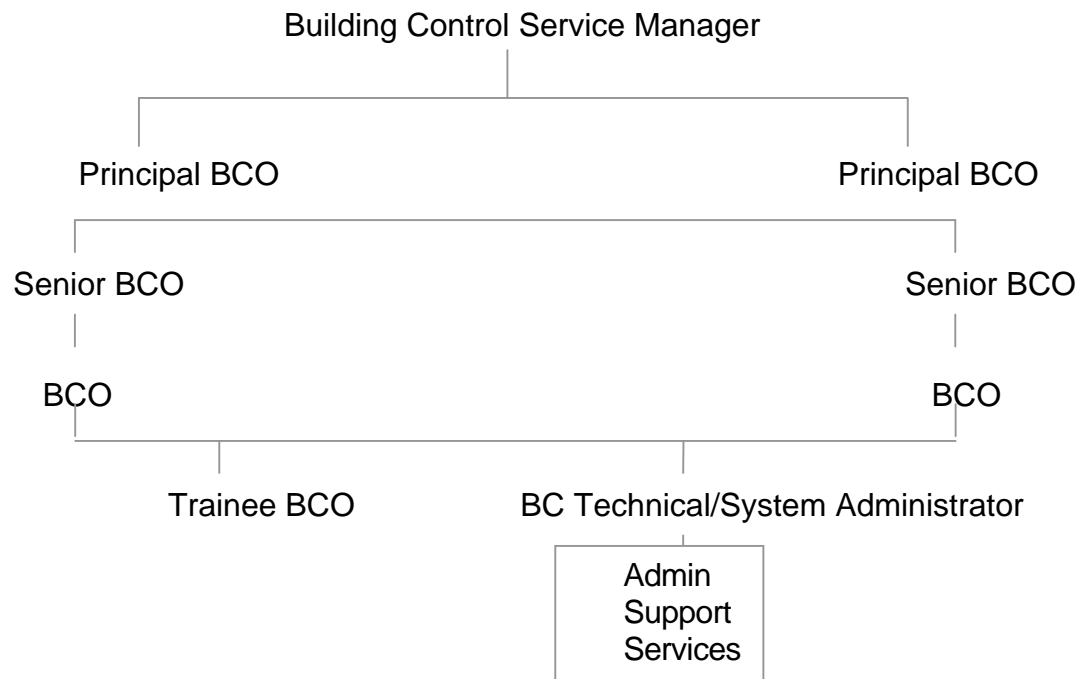 Building Control Service Manager
Principal BCO
Principal BCO
Senior BCO
Senior BCO
BCO
BCO
Trainee BCO
BC Technical/System Administrator
Admin
Support
Services